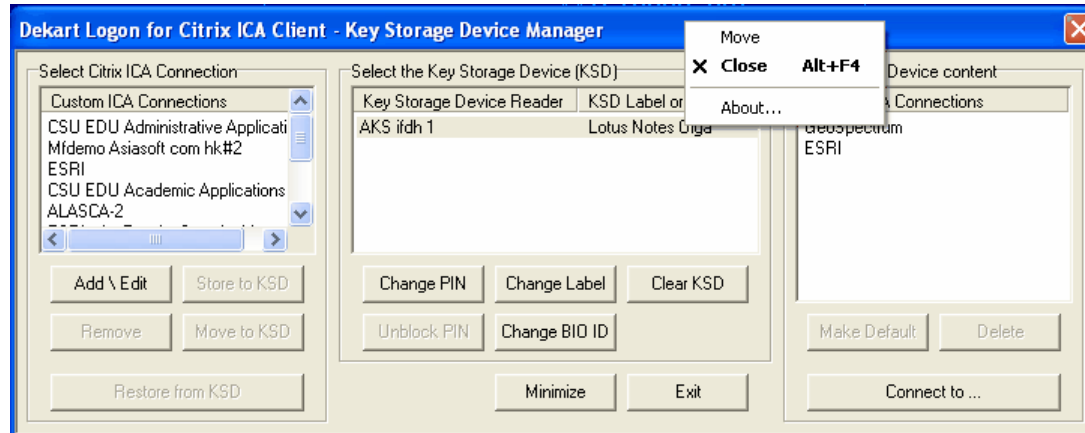 Dekart Logon for Citrix ICA Client - Key Storage Device Manager
Move
Close Alt+F4
About...
Select Citrix ICA Connection
Custom ICA Connections
CSU EDU Administrative Applicati
Mfdemo Asiasoft com hk#2
ESRI
CSU EDU Academic Applications
ALASCA-2
Add \ Edit
Store to KSD
Remove
Move to KSD
Restore from KSD
Select the Key Storage Device (KSD)
Key Storage Device Reader KSD Label or
AKS ifdh 1 Lotus Notes Olga
Change PIN
Change Label
Clear KSD
Unblock PIN
Change BIO ID
Minimize
Exit
Device content
Connections
GeoSpectrum
ESRI
Make Default
Delete
Connect to ...